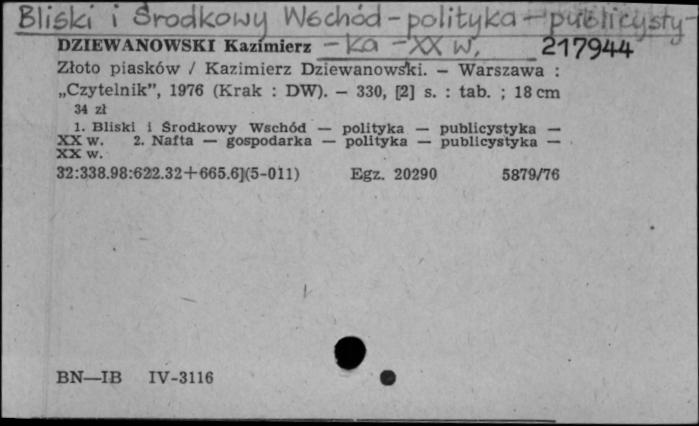 Bliski i Środkowy Wschód - polityka - publicysty-
DZIEWANOWSKI Kazimierz - ka - XX w. 217944
Złoto piasków / Kazimierz Dziewanowski. — Warszawa :
„Czytelnik”, 1976 (Krak : DW). — 330, [2] s. : tab. ; 18 cm
34 zł
1. Bliski i Środkowy Wschód — polityka — publicystyka —
XX w. 2. Nafta — gospodarka — polityka — publicystyka —
XX w.
32:338.98:622.32+665.6](5-011) Egz. 20290 5879/76
BN—IB IV-3116